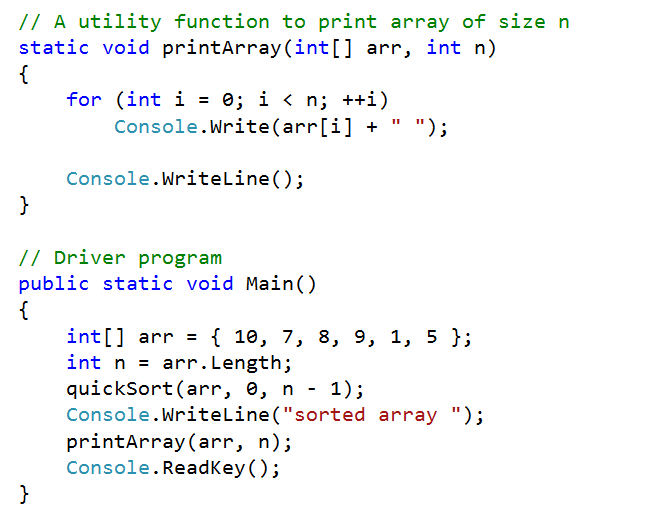 // A utility function to print array of size n
static void printArray(int[] arr, int n)
{
    for (int i = 0; i < n; ++i)
        Console.Write(arr[i] + " ");

    Console.WriteLine();
}

// Driver program
public static void Main()
{
    int[] arr = { 10, 7, 8, 9, 1, 5 };
    int n = arr.Length;
    quickSort(arr, 0, n - 1);
    Console.WriteLine("sorted array ");
    printArray(arr, n);
    Console.ReadKey();
}